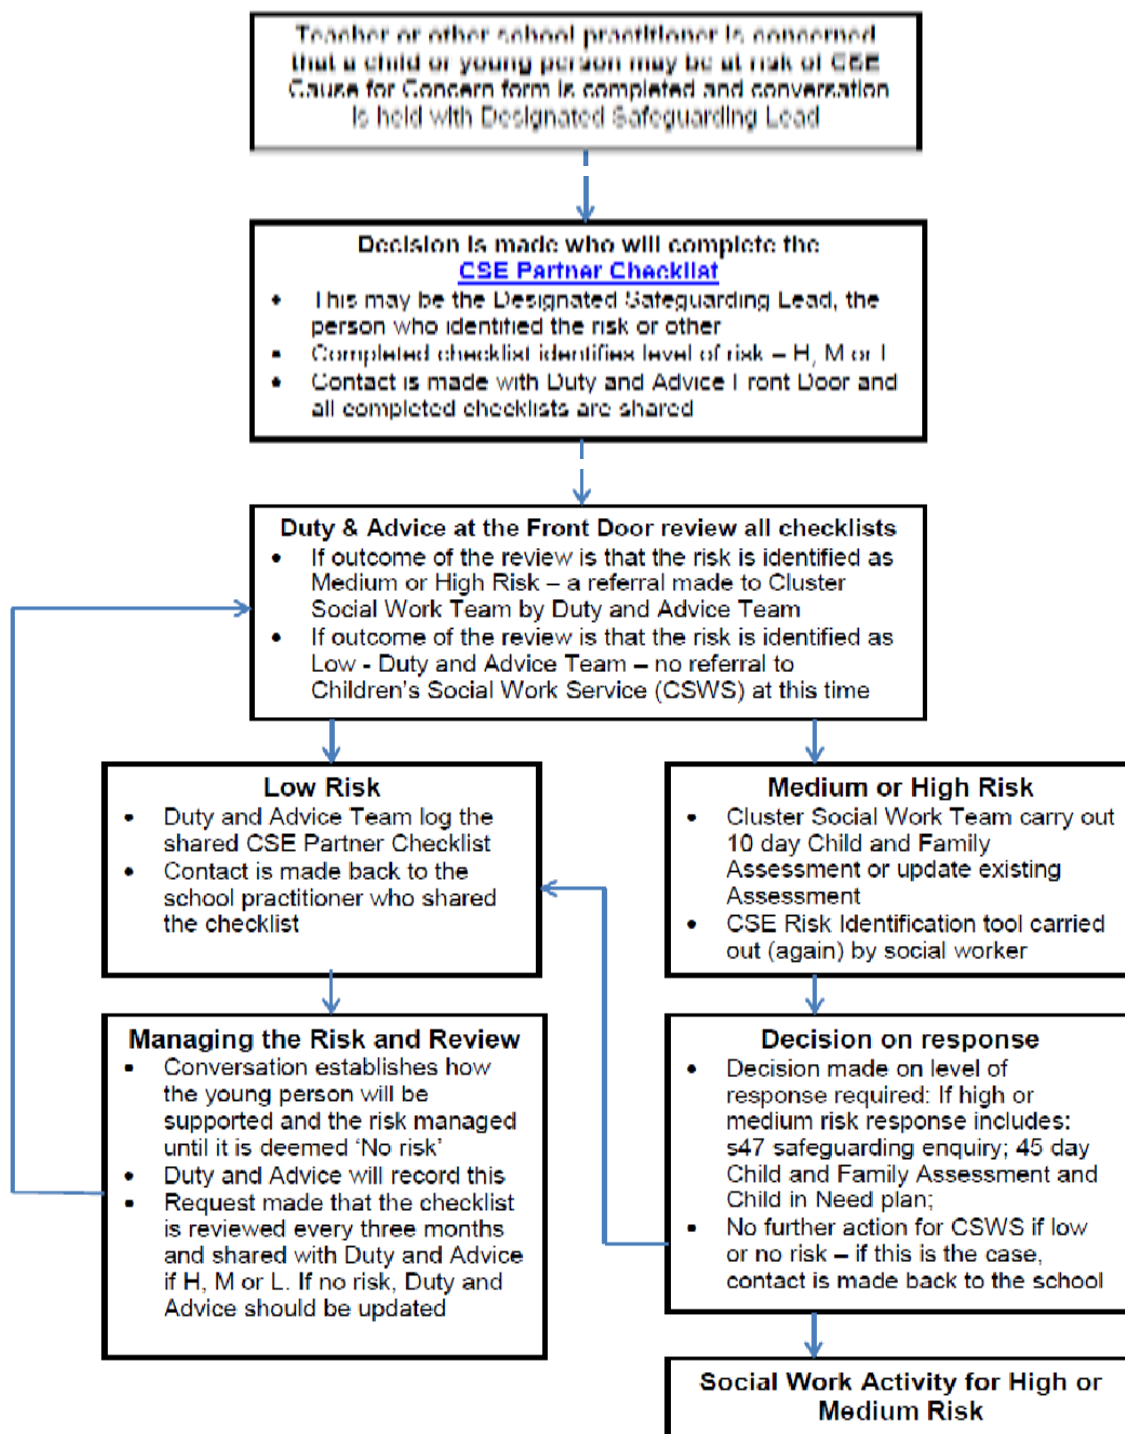 Teacher or other school practitioner is concerned
that a child or young person may be at risk of CSE
Cause for Concern form is completed and conversation
is held with Designated Safeguarding Lead
Decision is made who will complete the
CSE Partner Checklist
• This may be the Designated Safeguarding Lead, the
person who identified the risk or other
• Completed checklist identifies level of risk – H, M or L
• Contact is made with Duty and Advice Front Door and
all completed checklists are shared
Duty & Advice at the Front Door review all checklists
• If outcome of the review is that the risk is identified as
Medium or High Risk – a referral made to Cluster
Social Work Team by Duty and Advice Team
• If outcome of the review is that the risk is identified as
Low - Duty and Advice Team – no referral to
Children's Social Work Service (CSWS) at this time
Low Risk
• Duty and Advice Team log the
shared CSE Partner Checklist
• Contact is made back to the
school practitioner who shared
the checklist
Medium or High Risk
• Cluster Social Work Team carry out
10 day Child and Family
Assessment or update existing
Assessment
• CSE Risk Identification tool carried
out (again) by social worker
Managing the Risk and Review
• Conversation establishes how
the young person will be
supported and the risk managed
until it is deemed ‘No risk’
• Duty and Advice will record this
• Request made that the checklist
is reviewed every three months
and shared with Duty and Advice
if H, M or L. If no risk, Duty and
Advice should be updated
Decision on response
• Decision made on level of
response required: If high or
medium risk response includes:
s47 safeguarding enquiry; 45 day
Child and Family Assessment and
Child in Need plan;
• No further action for CSWS if low
or no risk – if this is the case,
contact is made back to the school
Social Work Activity for High or
Medium Risk